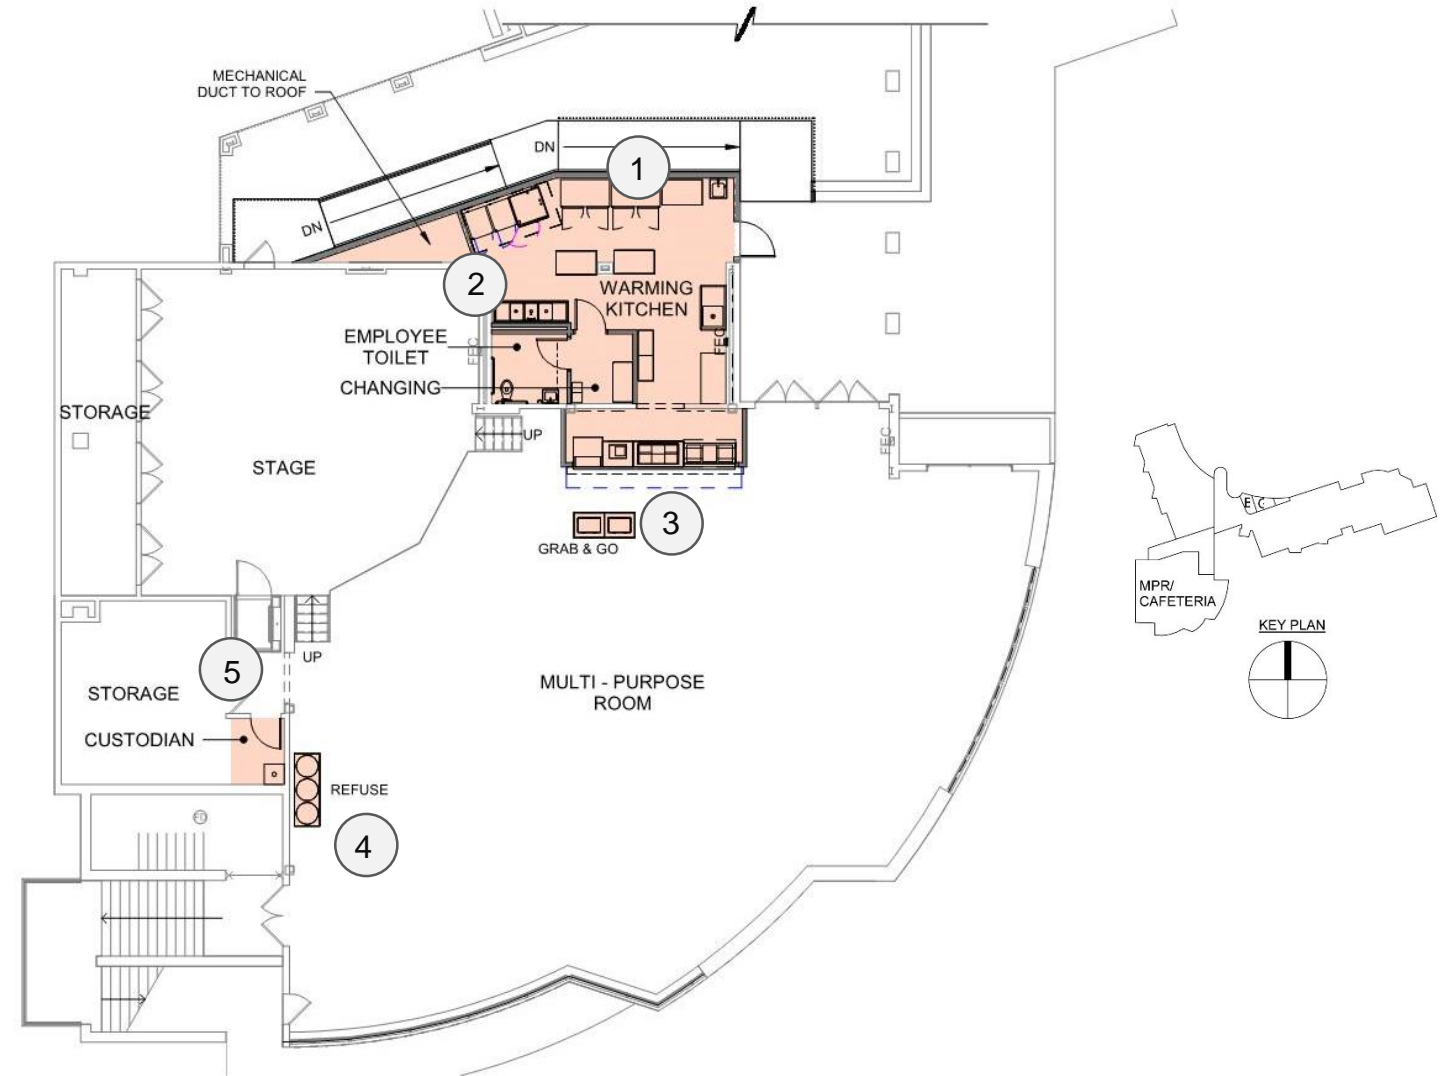 MECHANICAL
DUCT TO ROOF
DN
1
DN
2
WARMING
KITCHEN
EMPLOYEE
TOILET
FEC
FEC
CHANGING
STORAGE
UP
FEC
STAGE
3
GRAB & GO
E C
MPR/
CAFETERIA
KEY PLAN
UP
5
STORAGE
MULTI - PURPOSE
ROOM
CUSTODIAN
REFUSE
4